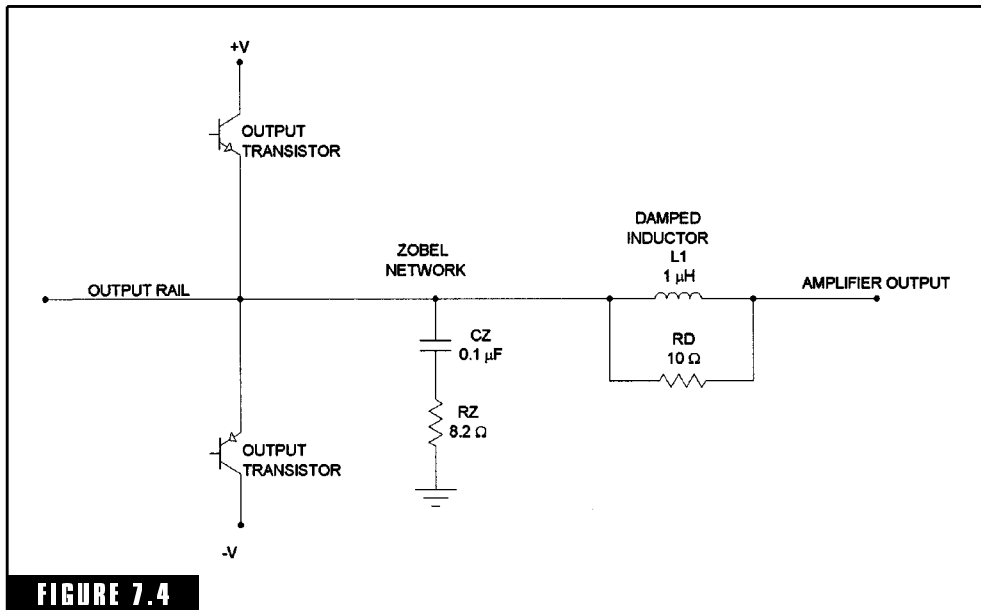 +V
OUTPUT
TRANSISTOR
DAMPED
INDUCTOR
L1
1 µH
ZOBEL
NETWORK
OUTPUT RAIL
AMPLIFIER OUTPUT
CZ
0.1 µF
RD
10 Ω
RZ
8.2 Ω
OUTPUT
TRANSISTOR
-V
FIGURE 7.4